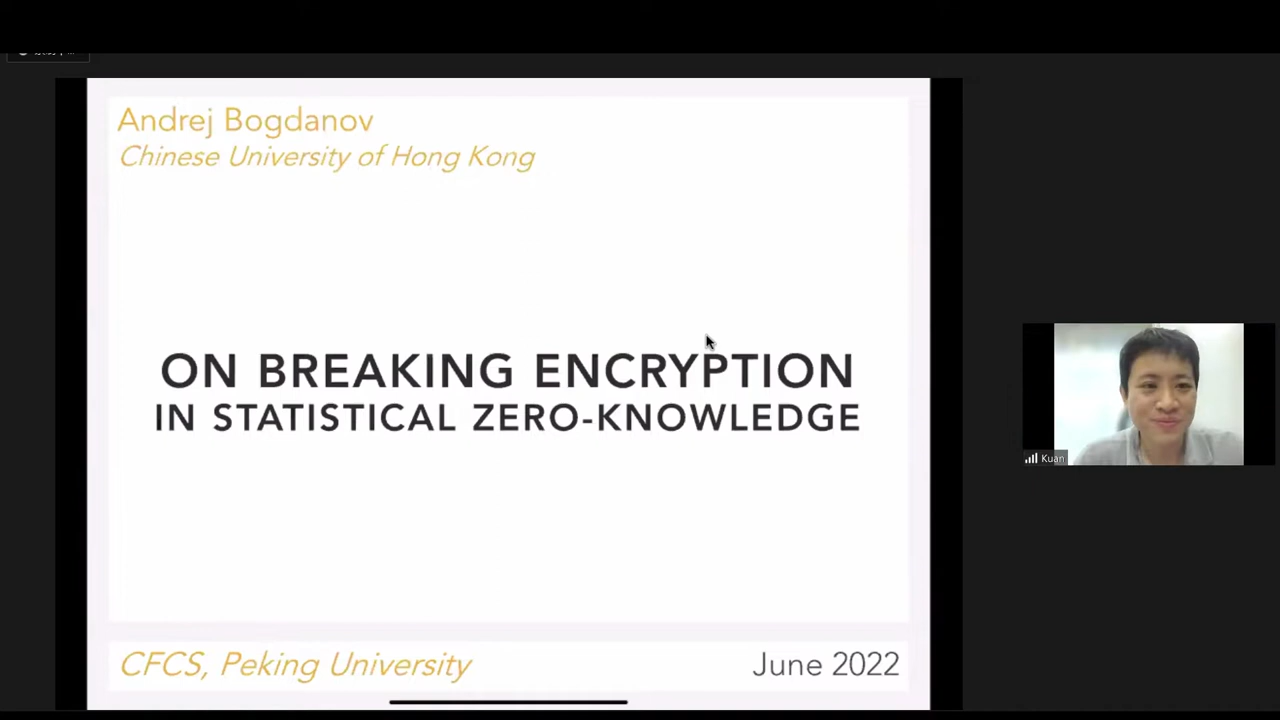 Andrej Bogdanov
Chinese University of Hong Kong
ON BREAKING ENCRYPTION
IN STATISTICAL ZERO-KNOWLEDGE
Kuan
CFCS, Peking University
June 2022